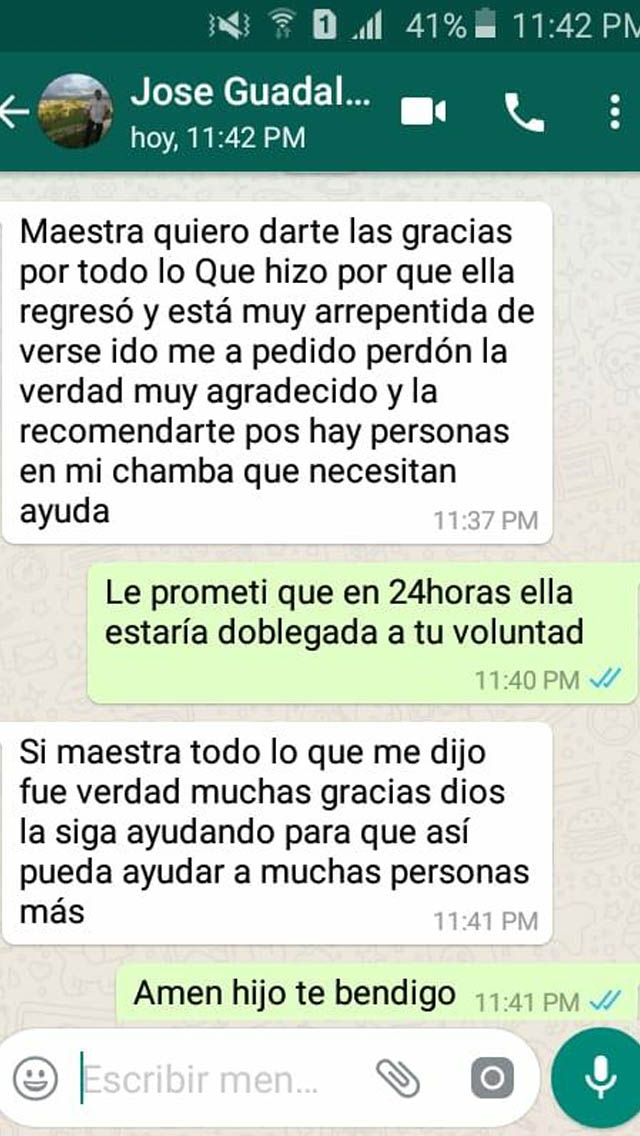 1 41% 11:42 PM
Jose Guadal...
hoy, 11:42 PM
Maestra quiero darte las gracias
por todo lo Que hizo por que ella
regresó y está muy arrepentida de
verse ido me a pedido perdón la
verdad muy agradecido y la
recomendarte pos hay personas
en mi chamba que necesitan
ayuda
11:37 PM
Le prometi que en 24horas ella
estaría doblegada a tu voluntad
11:40 PM
Si maestra todo lo que me dijo
fue verdad muchas gracias dios
la siga ayudando para que así
pueda ayudar a muchas personas
más
11:41 PM
Amen hijo te bendigo 11:41 PM
Escribir men...